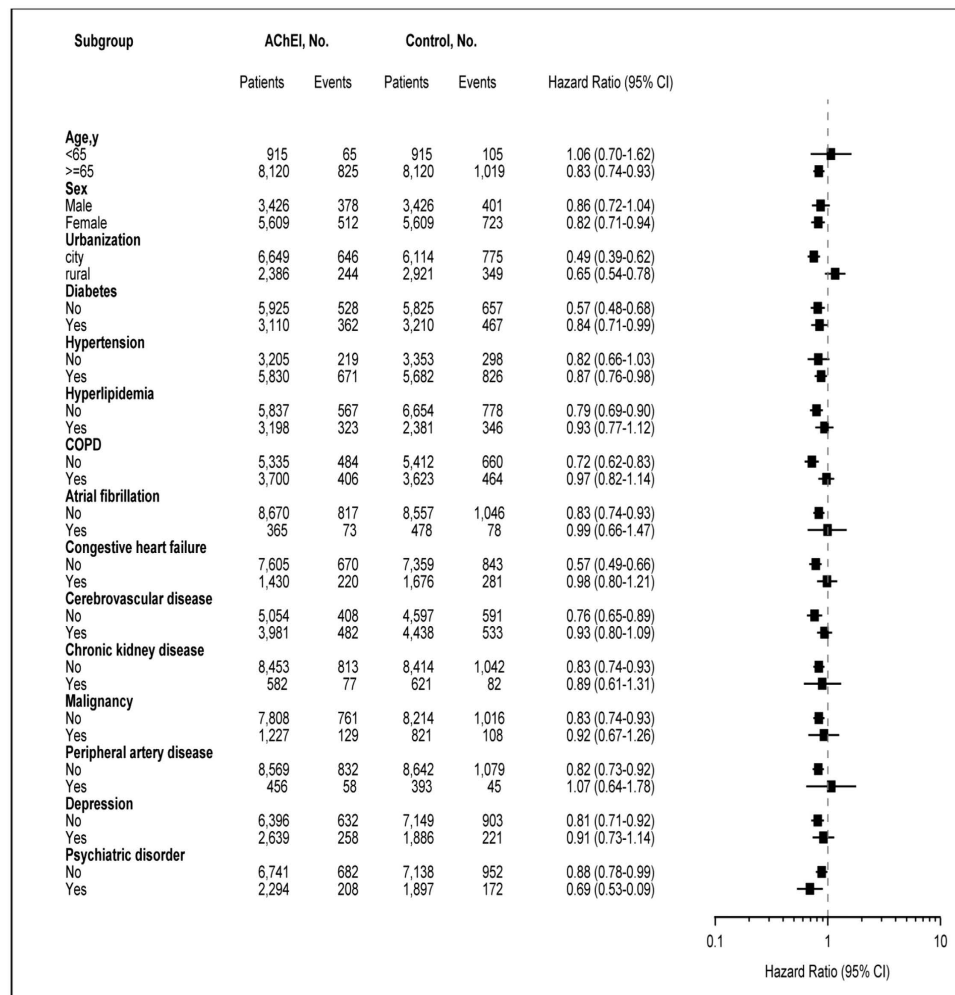 Subgroup AChEI, No. Control, No.
Patients Events Patients Events Hazard Ratio (95% CI)
Age,y
<65 915 65 915 105 1.06 (0.70-1.62)
>=65 8,120 825 8,120 1,019 0.83 (0.74-0.93)
Sex
Male 3,426 378 3,426 401 0.86 (0.72-1.04)
Female 5,609 512 5,609 723 0.82 (0.71-0.94)
Urbanization
city 6,649 646 6,114 775 0.49 (0.39-0.62)
rural 2,386 244 2,921 349 0.65 (0.54-0.78)
Diabetes
No 5,925 528 5,825 657 0.57 (0.48-0.68)
Yes 3,110 362 3,210 467 0.84 (0.71-0.99)
Hypertension
No 3,205 219 3,353 298 0.82 (0.66-1.03)
Yes 5,830 671 5,682 826 0.87 (0.76-0.98)
Hyperlipidemia
No 5,837 567 6,654 778 0.79 (0.69-0.90)
Yes 3,198 323 2,381 346 0.93 (0.77-1.12)
COPD
No 5,335 484 5,412 660 0.72 (0.62-0.83)
Yes 3,700 406 3,623 464 0.97 (0.82-1.14)
Atrial fibrillation
No 8,670 817 8,557 1,046 0.83 (0.74-0.93)
Yes 365 73 478 78 0.99 (0.66-1.47)
Congestive heart failure
No 7,605 670 7,359 843 0.57 (0.49-0.66)
Yes 1,430 220 1,676 281 0.98 (0.80-1.21)
Cerebrovascular disease
No 5,054 408 4,597 591 0.76 (0.65-0.89)
Yes 3,981 482 4,438 533 0.93 (0.80-1.09)
Chronic kidney disease
No 8,453 813 8,414 1,042 0.83 (0.74-0.93)
Yes 582 77 621 82 0.89 (0.61-1.31)
Malignancy
No 7,808 761 8,214 1,016 0.83 (0.74-0.93)
Yes 1,227 129 821 108 0.92 (0.67-1.26)
Peripheral artery disease
No 8,569 832 8,642 1,079 0.82 (0.73-0.92)
Yes 456 58 393 45 1.07 (0.64-1.78)
Depression
No 6,396 632 7,149 903 0.81 (0.71-0.92)
Yes 2,639 258 1,886 221 0.91 (0.73-1.14)
Psychiatric disorder
No 6,741 682 7,138 952 0.88 (0.78-0.99)
Yes 2,294 208 1,897 172 0.69 (0.53-0.09)
0.1 1 10
Hazard Ratio (95% CI)